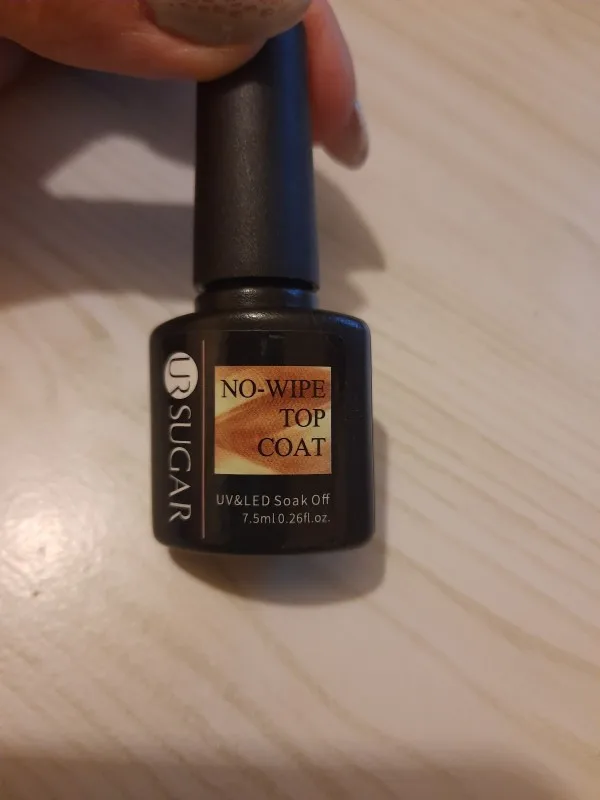 UR SUGAR
NO-WIPE
TOP
COAT
UV&LED Soak Off
7.5ml 0.26fl.oz.